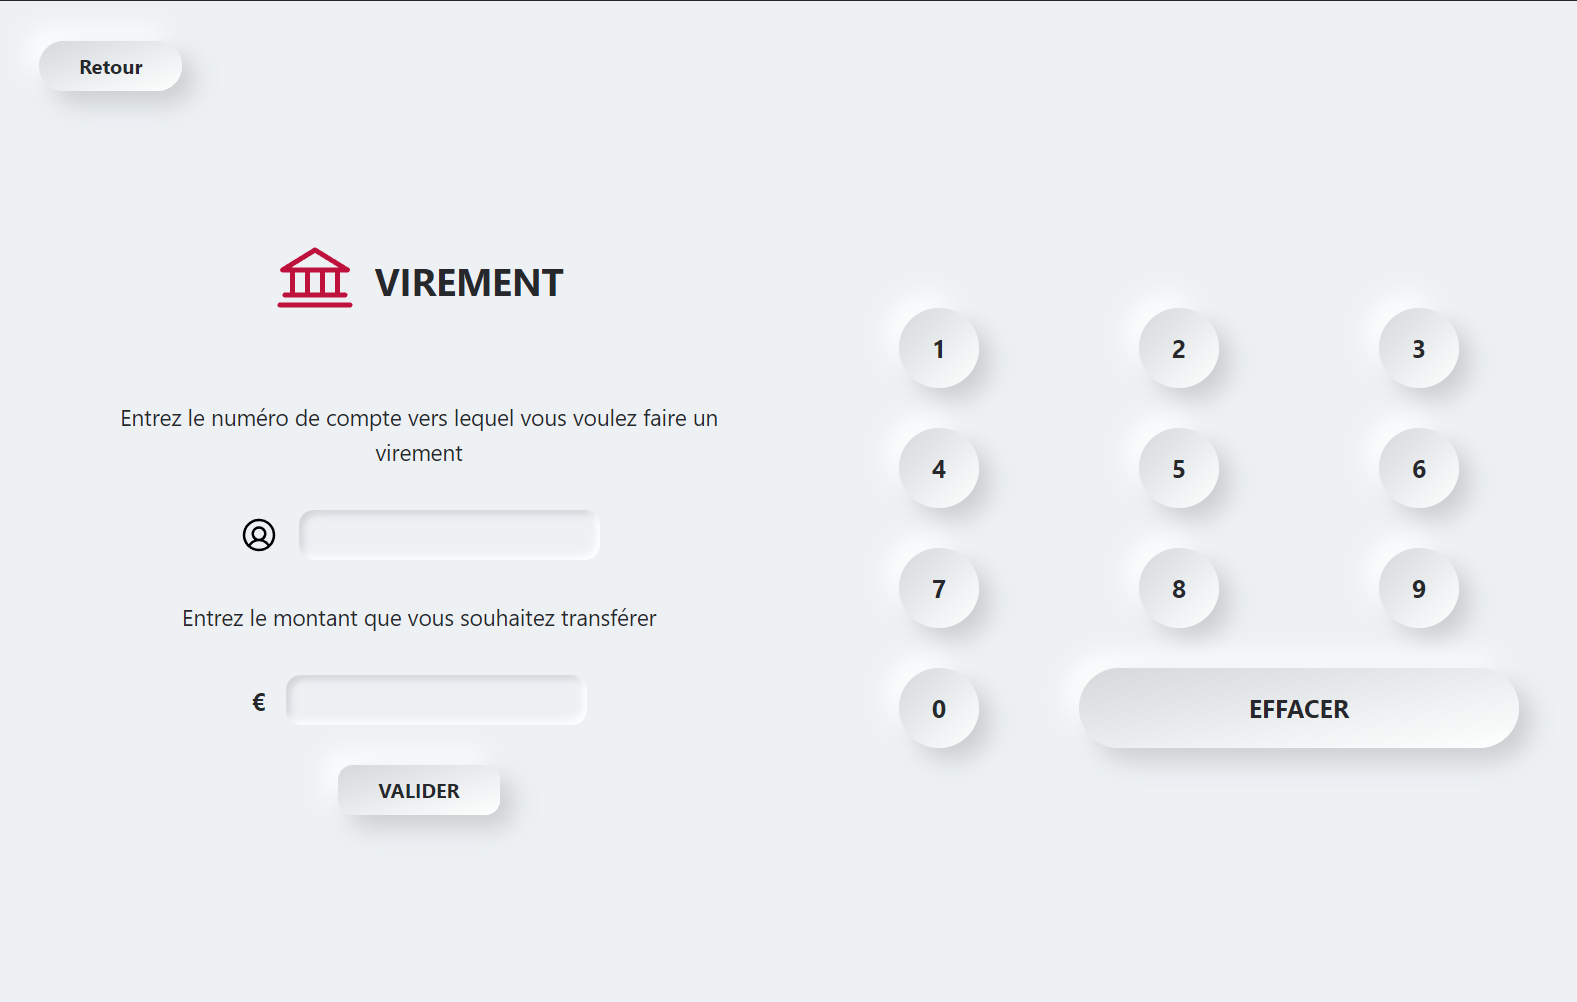 Retour
VIREMENT
Entrez le numéro de compte vers lequel vous voulez faire un
virement
Entrez le montant que vous souhaitez transférer
€
VALIDER
1 2 3
4 5 6
7 8 9
0 EFFACER